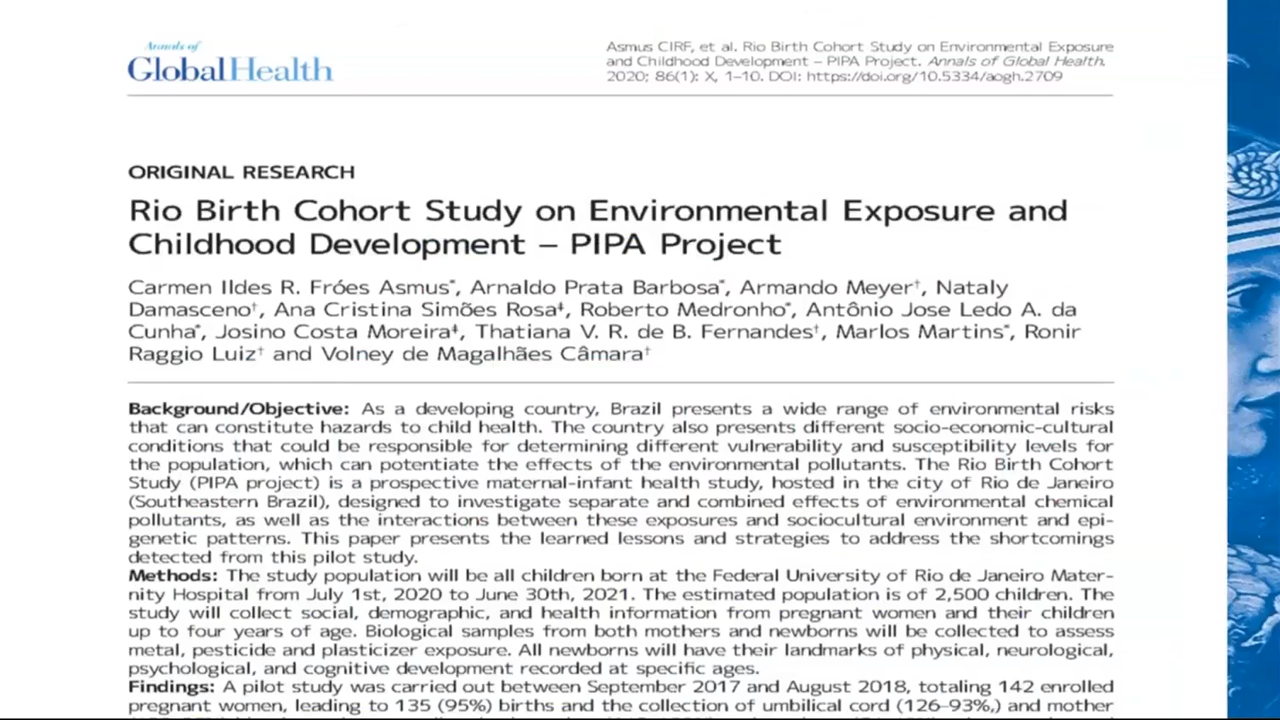 Annals of
GlobalHealth
Asmus CIRF, et al. Rio Birth Cohort Study on Environmental Exposure
and Childhood Development – PIPA Project. Annals of Global Health.
2020; 86(1): X, 1–10. DOI: https://doi.org/10.5334/aogh.2709
ORIGINAL RESEARCH
Rio Birth Cohort Study on Environmental Exposure and
Childhood Development – PIPA Project
Carmen Ildes R. Fróes Asmus*, Arnaldo Prata Barbosa*, Armando Meyer†, Nataly
Damasceno†, Ana Cristina Simões Rosa‡, Roberto Medronho*, Antônio Jose Ledo A. da
Cunha*, Josino Costa Moreira‡, Thatiana V. R. de B. Fernandes†, Marlos Martins*, Ronir
Raggio Luiz† and Volney de Magalhães Câmara†
Background/Objective: As a developing country, Brazil presents a wide range of environmental risks
that can constitute hazards to child health. The country also presents different socio-economic-cultural
conditions that could be responsible for determining different vulnerability and susceptibility levels for
the population, which can potentiate the effects of the environmental pollutants. The Rio Birth Cohort
Study (PIPA project) is a prospective maternal-infant health study, hosted in the city of Rio de Janeiro
(Southeastern Brazil), designed to investigate separate and combined effects of environmental chemical
pollutants, as well as the interactions between these exposures and sociocultural environment and epi-
genetic patterns. This paper presents the learned lessons and strategies to address the shortcomings
detected from this pilot study.
Methods: The study population will be all children born at the Federal University of Rio de Janeiro Mater-
nity Hospital from July 1st, 2020 to June 30th, 2021. The estimated population is of 2,500 children. The
study will collect social, demographic, and health information from pregnant women and their children
up to four years of age. Biological samples from both mothers and newborns will be collected to assess
metal, pesticide and plasticizer exposure. All newborns will have their landmarks of physical, neurological,
psychological, and cognitive development recorded at specific ages.
Findings: A pilot study was carried out between September 2017 and August 2018, totaling 142 enrolled
pregnant women, leading to 135 (95%) births and the collection of umbilical cord (126–93%,) and mother